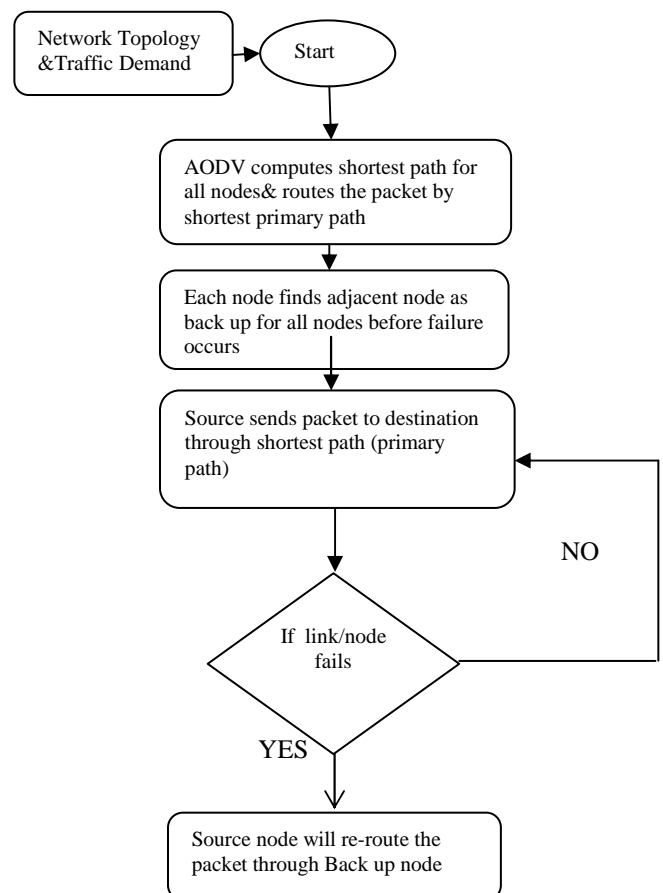 Network Topology
&Traffic Demand
Start
AODV computes shortest path for
all nodes& routes the packet by
shortest primary path
Each node finds adjacent node as
back up for all nodes before failure
occurs
Source sends packet to destination
through shortest path (primary
path)
NO
If link/node
fails
YES
Source node will re-route the
packet through Back up node